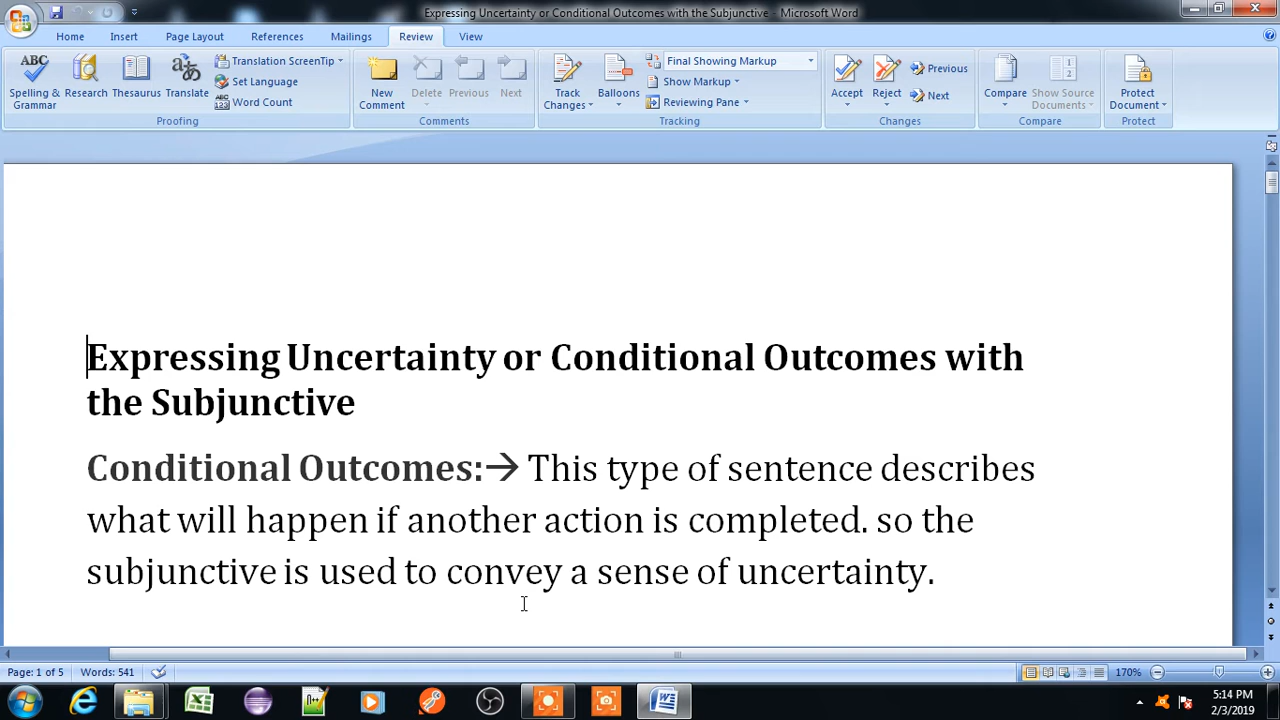 Expressing Uncertainty or Conditional Outcomes with the Subjunctive - Microsoft Word
Home Insert Page Layout References Mailings Review View
ABC Spelling & Grammar
Research
Thesaurus
Translate
Translation ScreenTip
Set Language
Word Count
Proofing
New Comment
Delete
Previous
Next
Comments
Track Changes
Balloons
Final Showing Markup
Show Markup
Reviewing Pane
Tracking
Accept
Reject
Previous
Next
Changes
Compare
Show Source Documents
Compare
Protect Document
Protect
Expressing Uncertainty or Conditional Outcomes with
the Subjunctive
Conditional Outcomes:→ This type of sentence describes
what will happen if another action is completed. so the
subjunctive is used to convey a sense of uncertainty.
Page: 1 of 5 Words: 541 170%
5:14 PM
2/3/2019